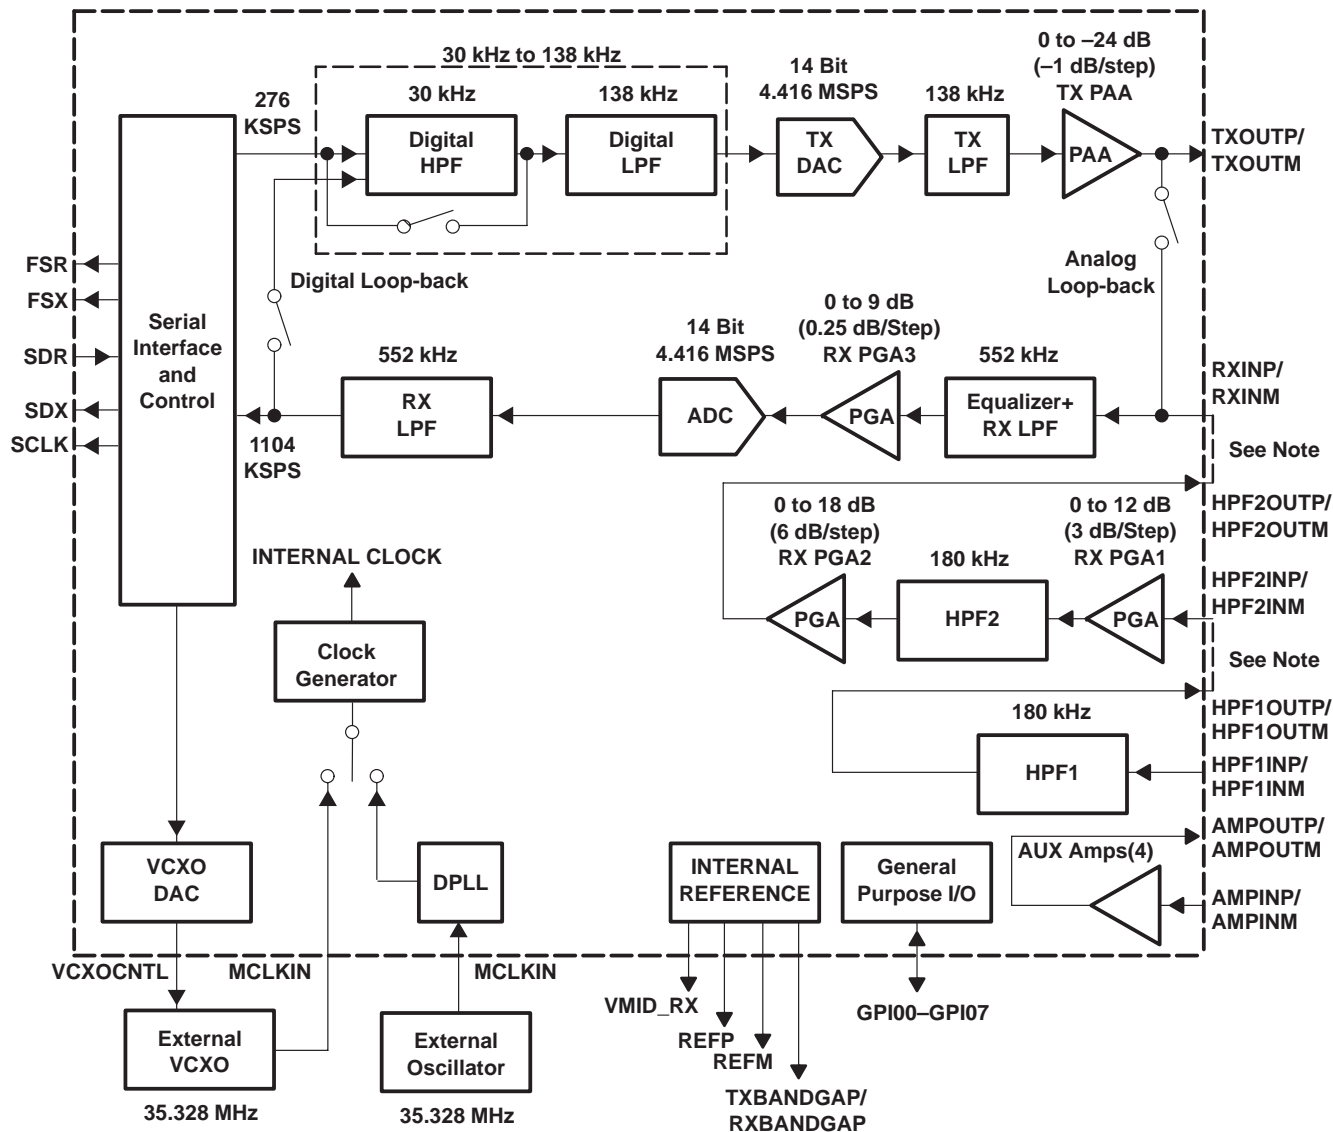 30 kHz to 138 kHz
276
KSPS
30 kHz
138 kHz
14 Bit
4.416 MSPS
138 kHz
0 to –24 dB
(–1 dB/step)
TX PAA
Digital
HPF
Digital
LPF
TX
DAC
TX
LPF
PAA
TXOUTP/
TXOUTM
FSR
FSX
SDR
SDX
SCLK
Serial
Interface
and
Control
Digital Loop-back
Analog
Loop-back
552 kHz
14 Bit
4.416 MSPS
0 to 9 dB
(0.25 dB/Step)
RX PGA3
552 kHz
RXINP/
RXINM
RX
LPF
ADC
PGA
Equalizer+
RX LPF
1104
KSPS
See Note
HPF2OUTP/
HPF2OUTM
0 to 18 dB
(6 dB/step)
RX PGA2
180 kHz
0 to 12 dB
(3 dB/Step)
RX PGA1
HPF2INP/
HPF2INM
PGA
HPF2
PGA
See Note
INTERNAL CLOCK
Clock
Generator
HPF1OUTP/
HPF1OUTM
180 kHz
HPF1
HPF1INP/
HPF1INM
AMPOUTP/
AMPOUTM
AUX Amps(4)
AMPINP/
AMPINM
VCXO
DAC
DPLL
INTERNAL
REFERENCE
General
Purpose I/O
VCXOCNTL
MCLKIN
MCLKIN
VMID_RX
REFP
REFM
TXBANDGAP/
RXBANDGAP
GPI00–GPI07
External
VCXO
External
Oscillator
35.328 MHz
35.328 MHz